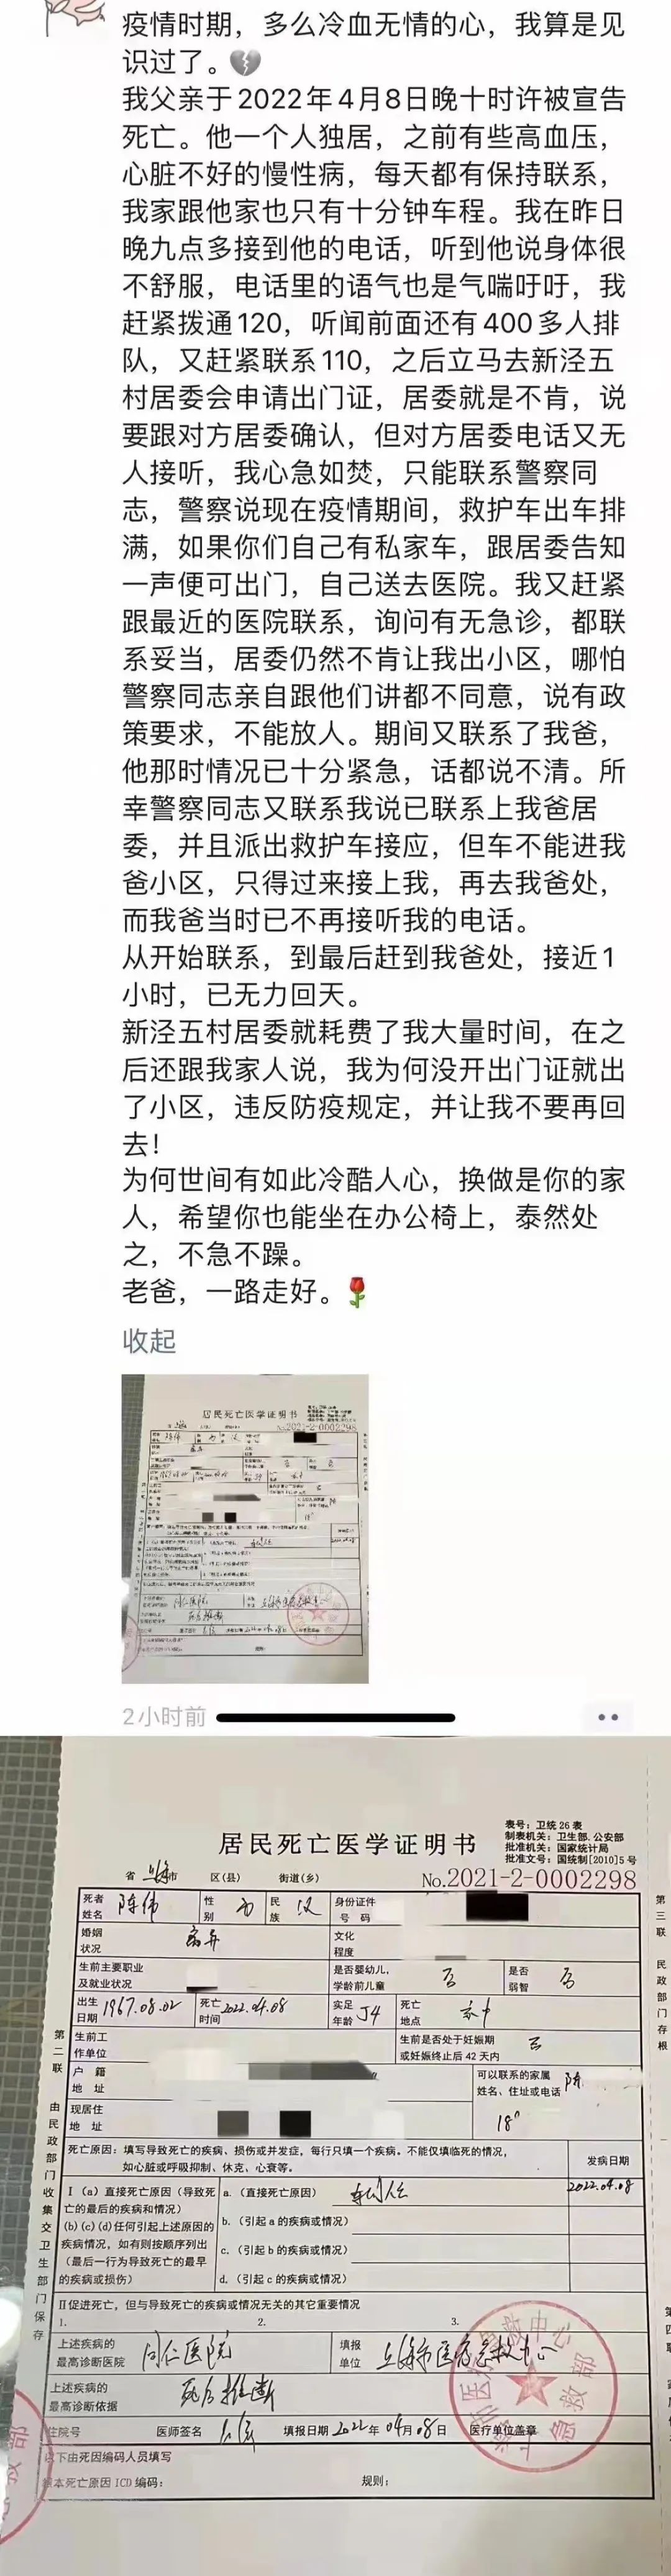 疫情时期，多么冷血无情的心，我算是见
识过了。💔
我父亲于2022年4月8日晚十时许被宣告
死亡。他一个人独居，之前有些高血压，
心脏不好的慢性病，每天都有保持联系，
我家跟他家也只有十分钟车程。我在昨日
晚九点多接到他的电话，听到他说身体很
不舒服，电话里的语气也是气喘吁吁，我
赶紧拨通120，听闻前面还有400多人排
队，又赶紧联系110，之后立马去新泾五
村居委会申请出门证，居委就是不肯，说
要跟对方居委确认，但对方居委电话又无
人接听，我心急如焚，只能联系警察同
志，警察说现在疫情期间，救护车出车排
满，如果你们自己有私家车，跟居委告知
一声便可出门，自己送去医院。我又赶紧
跟最近的医院联系，询问有无急诊，都联
系妥当，居委仍然不肯让我出小区，哪怕
警察同志亲自跟他们讲都不同意，说有政
策要求，不能放人。期间又联系了我爸，
他那时情况已十分紧急，话都说不清。所
幸警察同志又联系我说已联系上我爸居
委，并且派出救护车接应，但车不能进我
爸小区，只得过来接上我，再去我爸处，
而我爸当时已不再接听我的电话。
从开始联系，到最后赶到我爸处，接近1
小时，已无力回天。
新泾五村居委就耗费了我大量时间，在之
后还跟我家人说，我为何没开出门证就出
了小区，违反防疫规定，并让我不要再回
去！
为何世间有如此冷酷人心，换做是你的家
人，希望你也能坐在办公椅上，泰然处
之，不急不躁。
老爸，一路走好。🌹
收起
居民死亡医学证明书
No.2021-2-0002298
2小时前
表号：卫统26表
制表机关：卫生部.公安部
批准机关：国家统计局
批准文号：国统制[2010]5号
居民死亡医学证明书
省 上海市 区(县) 街道(乡)
No.2021-2-0002298
死者姓名 陈伟 性别 男 民族 汉 身份证件号码
婚姻状况 离异 文化程度
生前主要职业及就业状况 是否婴幼儿，学龄前儿童 否 是否弱智 否
出生日期 1967.08.02 死亡时间 2022.04.08 实足年龄 54 死亡地点 家中
生前工作单位 生前是否处于妊娠期或妊娠终止后42天内 否
户籍地址 可以联系的家属姓名、住址或电话 陈
现居住地址 18
死亡原因：填写导致死亡的疾病、损伤或并发症，每行只填一个疾病。不能仅填临死的情况，
如心脏或呼吸抑制、休克、心衰等。
发病日期
I (a) 直接死亡原因（导致死亡的最后的疾病和情况） a.（直接死亡原因） 2022.04.08
(b)(c)(d)任何引起上述原因的疾病情况，如有则按顺序列出（最后一行为导致死亡的最早的疾病或损伤）
b.（引起a的疾病或情况）
c.（引起b的疾病或情况）
d.（引起c的疾病或情况）
II促进死亡，但与导致死亡的疾病或情况无关的其它重要情况
1. 2. 3.
上述疾病的最高诊断医院 同仁医院 填报单位 上海市医疗急救中心
上述疾病的最高诊断依据 死后推断
住院号 医师签名 填报日期 2022年04月08日 医疗单位盖章
以下由死因编码人员填写
根本死亡原因ICD编码： 规则：
第二联 由民政部门收集交卫生部门保存
第三联 民政部门存根